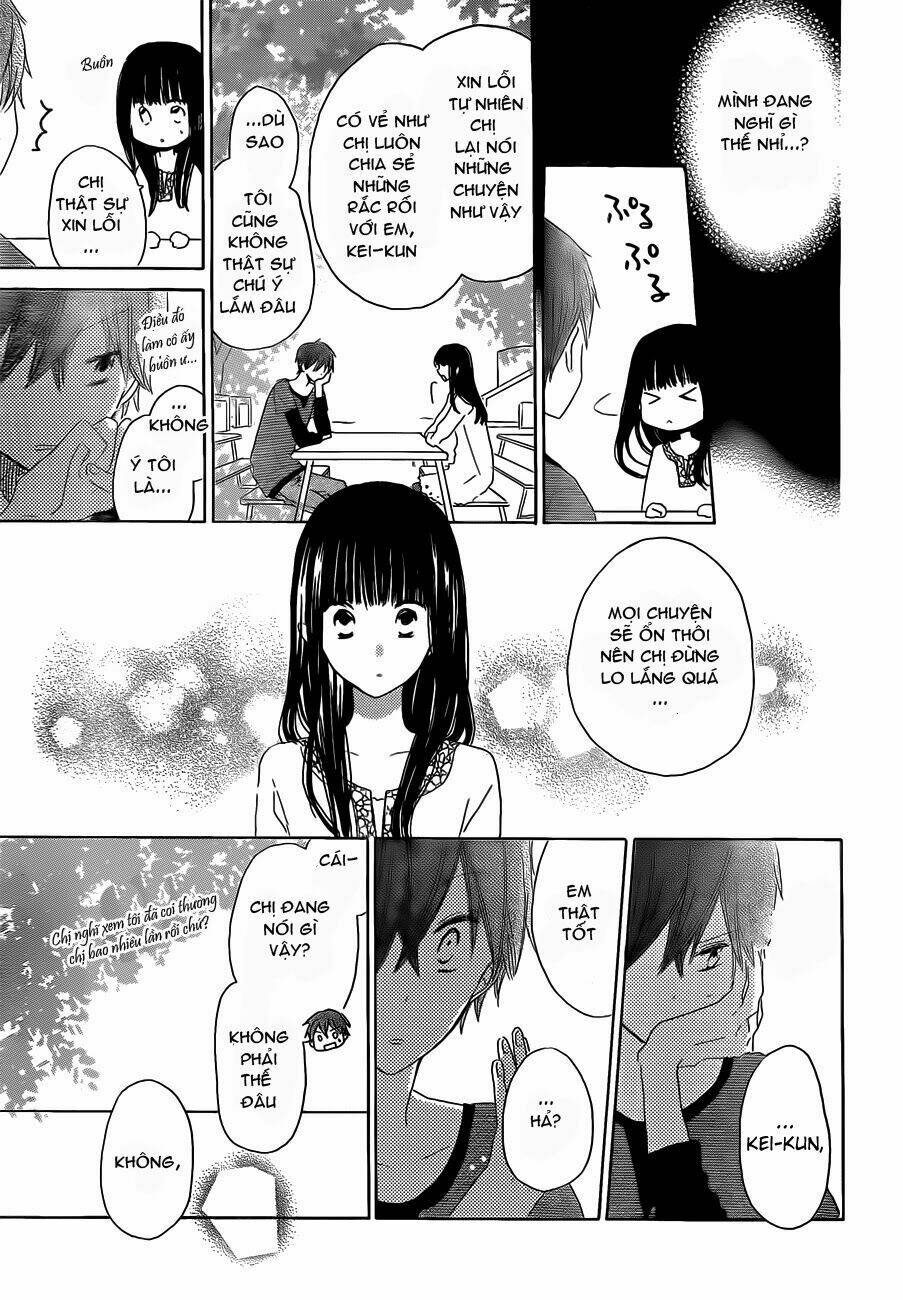 MÌNH ĐANG
NGHĨ GÌ
THẾ NHỈ...?
ぷる
ぷる
XIN LỖI
TỰ NHIÊN
CHỊ
LẠI NÓI
NHỮNG
CHUYỆN
NHƯ VẬY
CÓ VẺ NHƯ
CHỊ LUÔN
CHIA SẺ
NHỮNG
RẮC RỐI
VỚI EM,
KEI-KUN
...DÙ
SAO
TÔI
CŨNG
KHÔNG
THẬT SỰ
CHÚ Ý
LẮM ĐÂU
Buồn
CHỊ
THẬT SỰ
XIN LỖI
...
Điều đó
làm cô ấy
buồn ư...
...
KHÔNG
Ý TÔI
LÀ...
MỌI CHUYỆN
SẼ ỔN THÔI
NÊN CHỊ ĐỪNG
LO LẮNG QUÁ
...
...
KEI-KUN,
EM
THẬT
TỐT
...
HẢ?
CÁI-
CHỊ ĐANG
NÓI GÌ
VẬY?
KHÔNG
PHẢI
THẾ
ĐÂU
Chị nghĩ xem tôi đã coi thường
chị bao nhiêu lần rồi chứ?
KHÔNG,